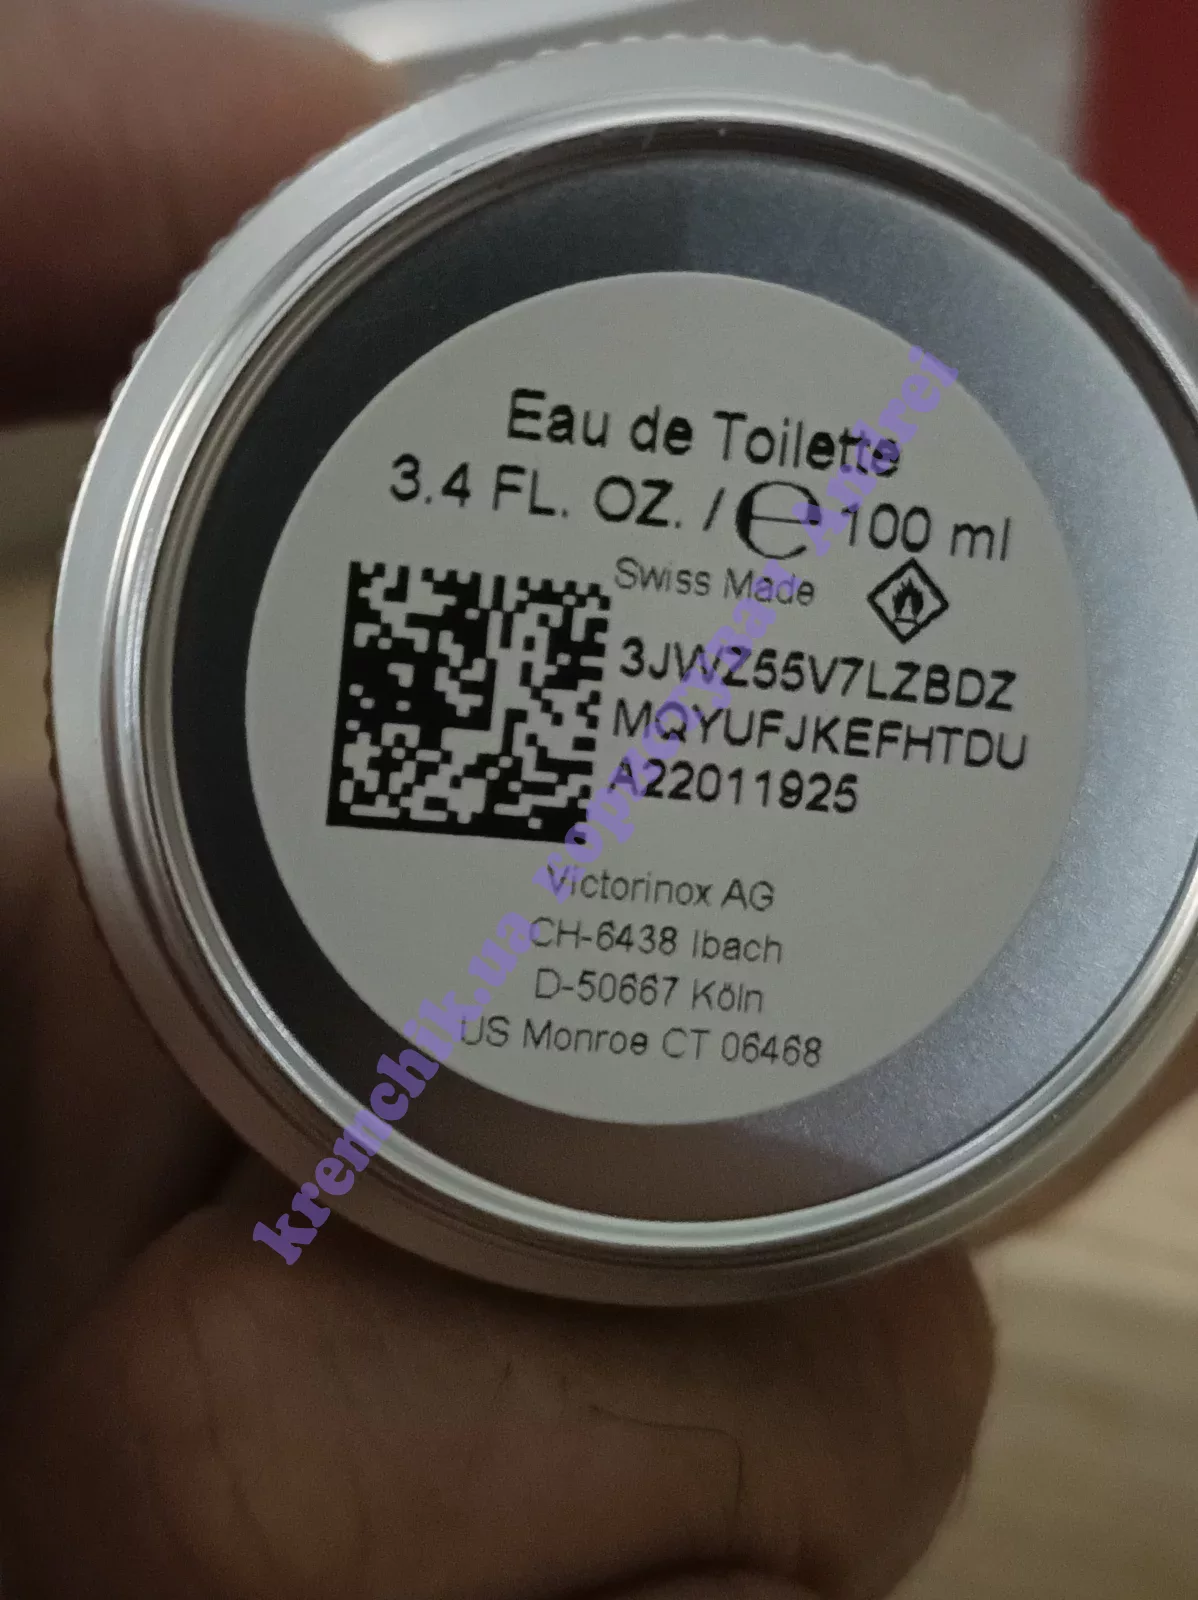 Eau de Toilette
3.4 FL. OZ. / ℮ 100 ml
Swiss Made
3JWZ55V7LZBDZ
MQYUFJKEFHTDU
A22011925
Victorinox AG
CH-6438 Ibach
D-50667 Köln
US Monroe CT 06468
kremchik.ua